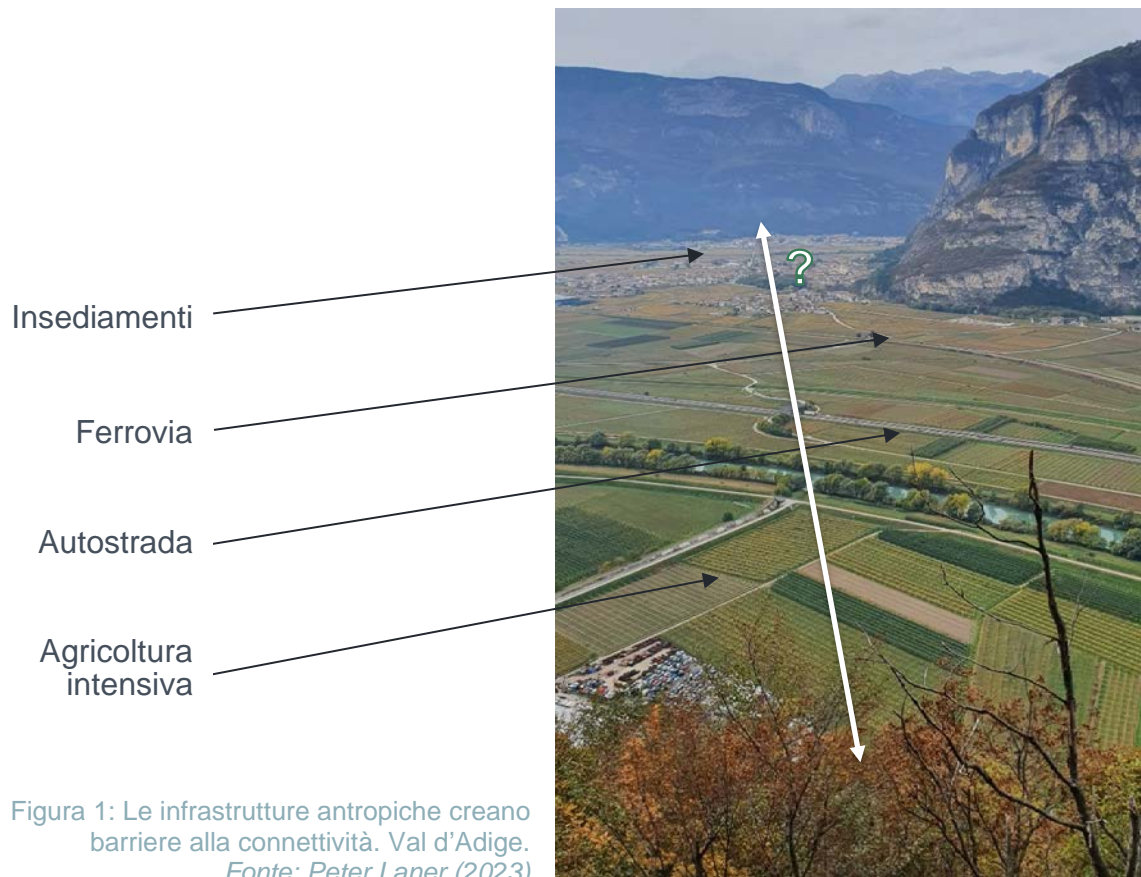 ?
Insediamenti
Ferrovia
Autostrada
Agricoltura
intensiva
Figura 1: Le infrastrutture antropiche creano
barriere alla connettività. Val d'Adige.
Fonte: Peter Laner (2023)